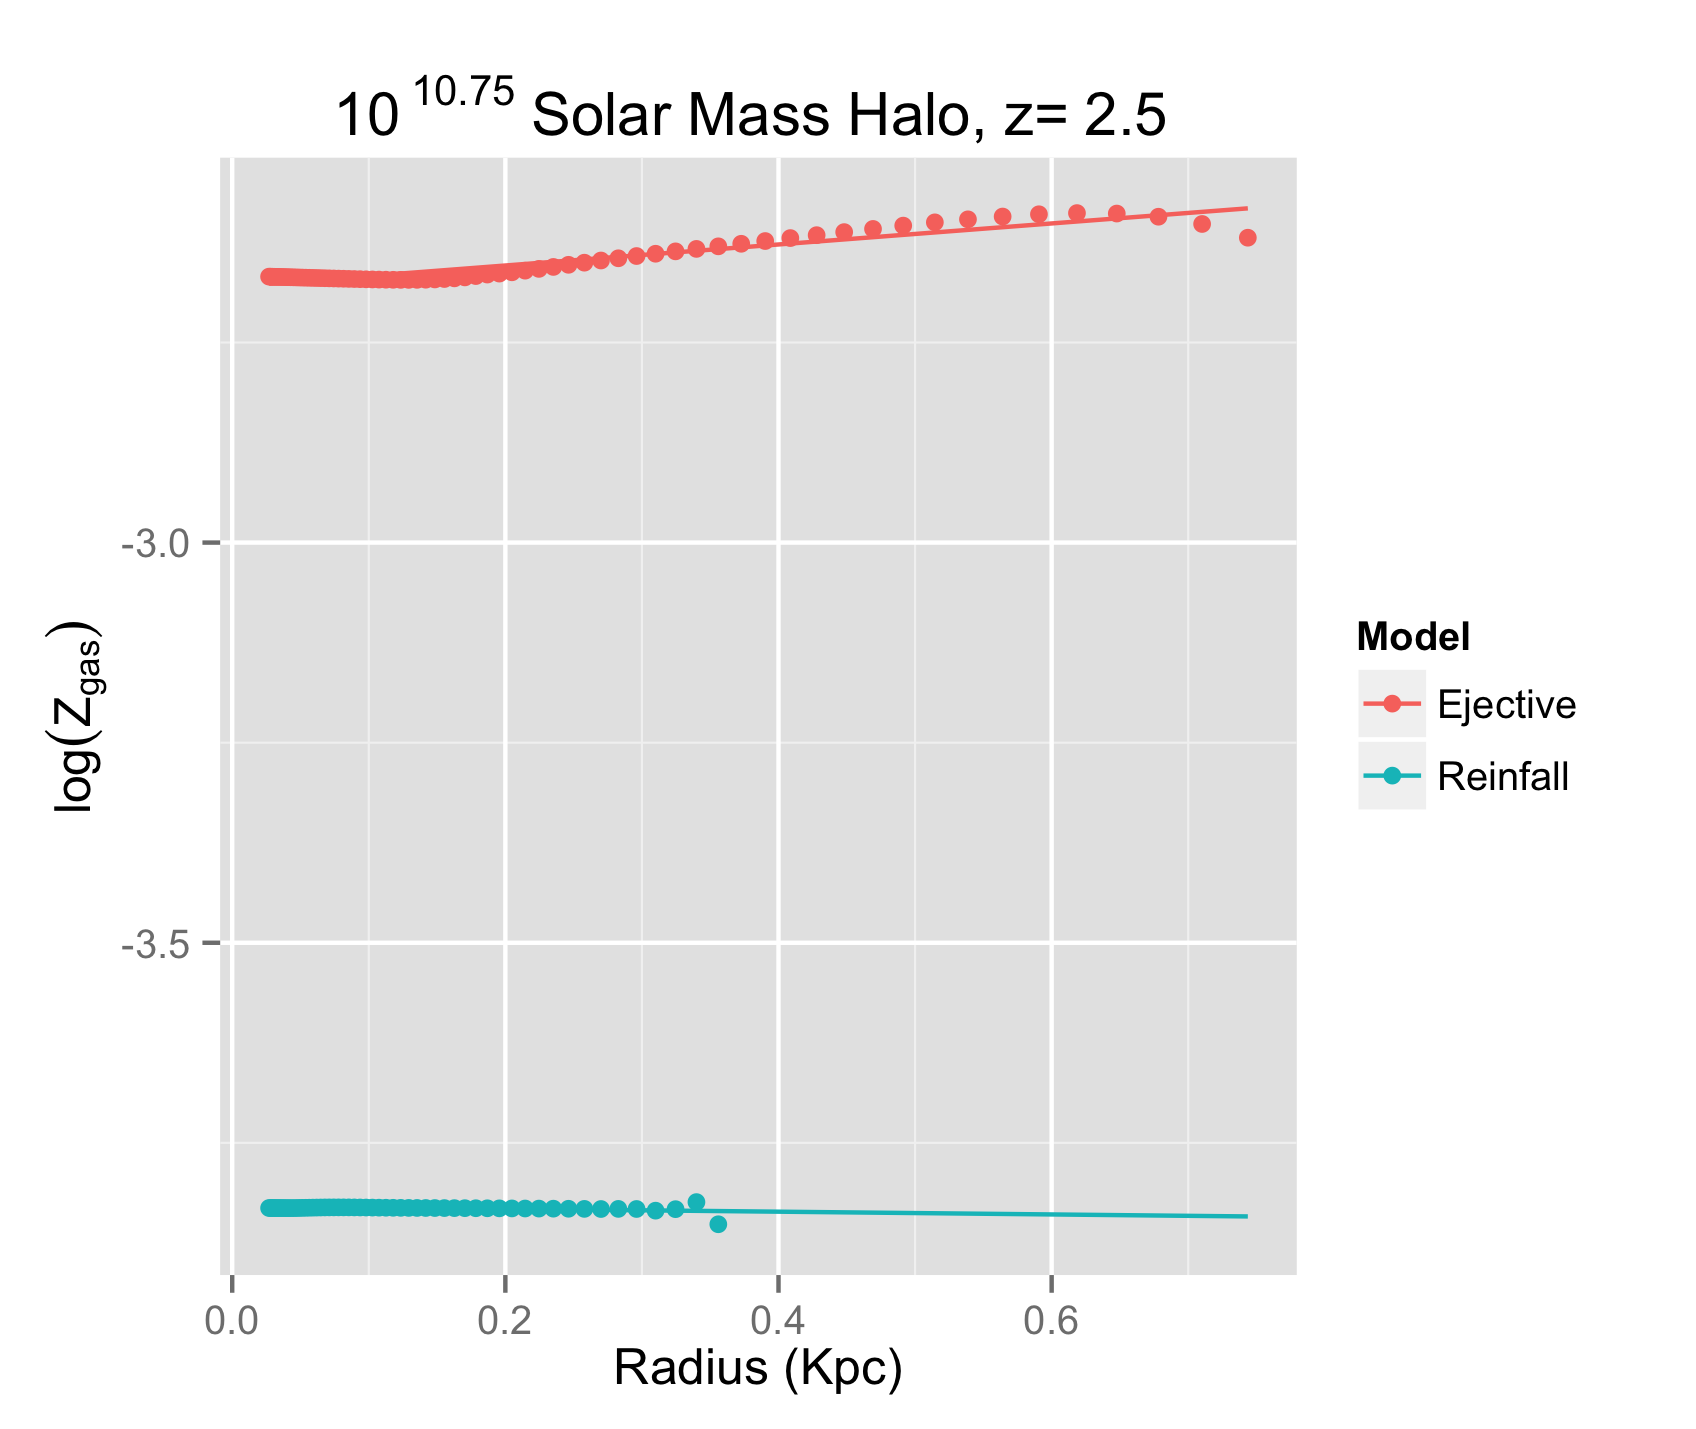 10^10.75 Solar Mass Halo, z= 2.5
log(Z_gas)
-3.0
-3.5
0.0 0.2 0.4 0.6
Radius (Kpc)
Model
Ejective
Reinfall